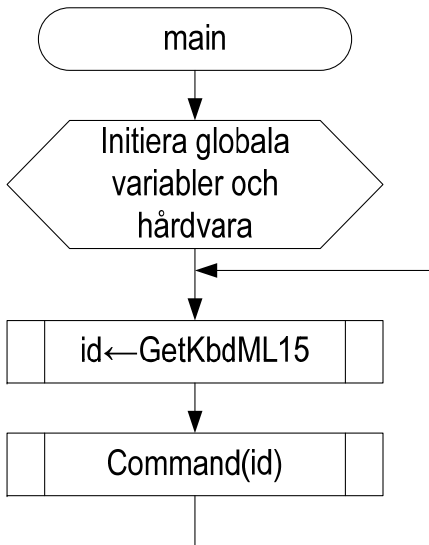 main
Initiera globala
variabler och
hårdvara
id←GetKbdML15
Command(id)